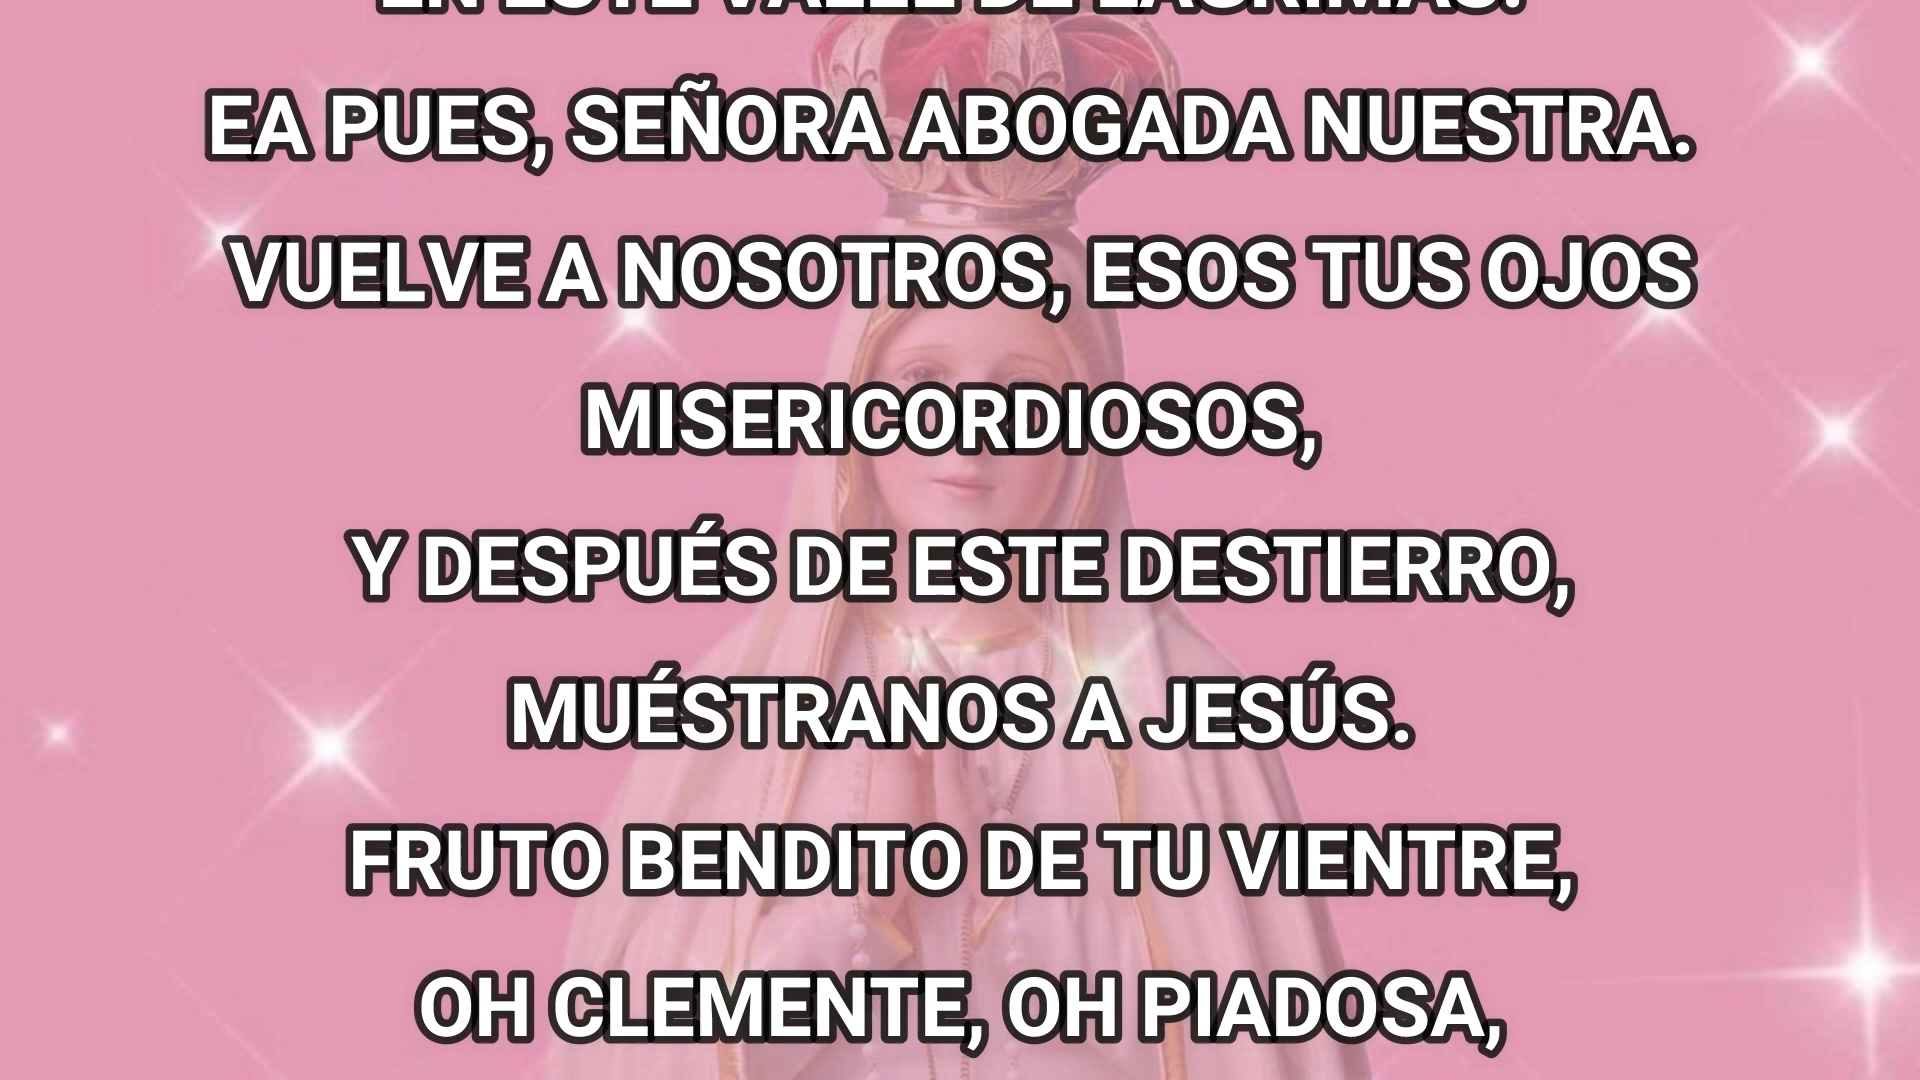 EN ESTE VALLE DE LÁGRIMAS.
EA PUES, SEÑORA ABOGADA NUESTRA.
VUELVE A NOSOTROS, ESOS TUS OJOS
MISERICORDIOSOS,
Y DESPUÉS DE ESTE DESTIERRO,
MUÉSTRANOS A JESÚS.
FRUTO BENDITO DE TU VIENTRE,
OH CLEMENTE, OH PIADOSA,